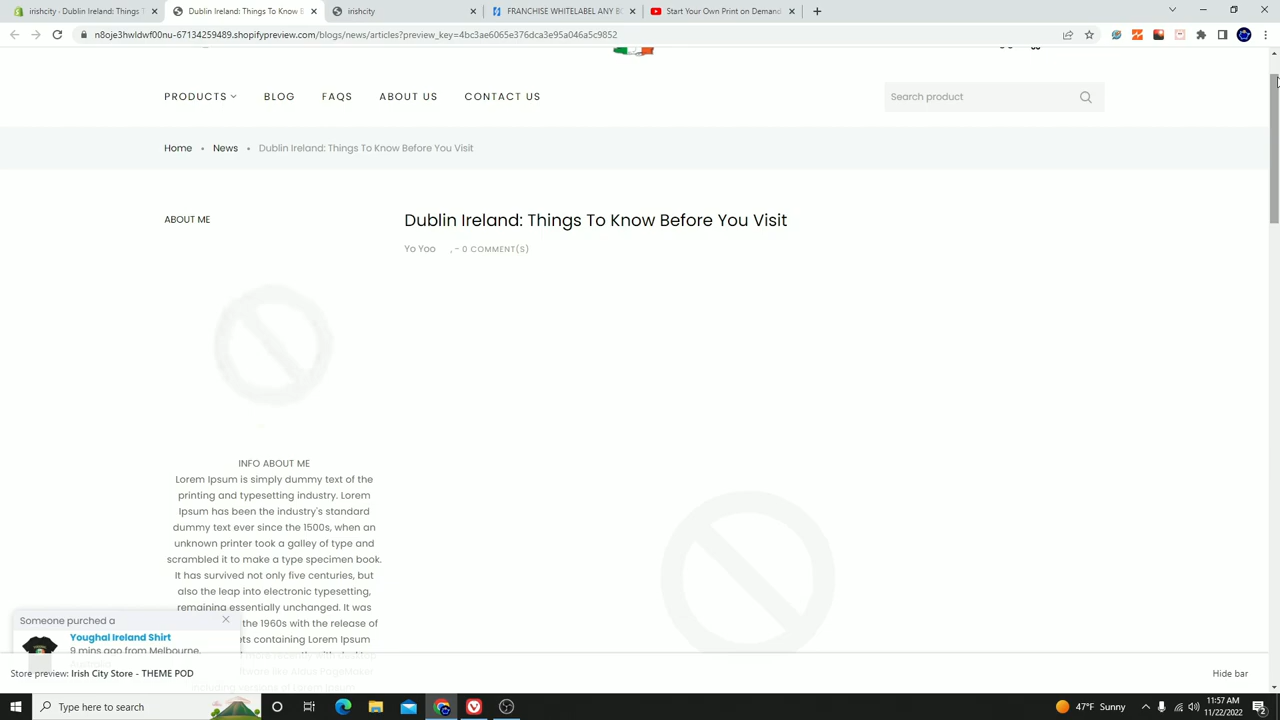 irishcity - Dublin Ireland: Things T
Dublin Ireland: Things To Know B
irishcity
FRANCHISE WHITELABEL ANY BO
Start Your Own Print on Demand
n8oje3hwldwf00nu-67134259489.shopifypreview.com/blogs/news/articles?preview_key=4bc3ae6065e376dca3e95a046a5c9852
PRODUCTS
BLOG
FAQS
ABOUT US
CONTACT US
Search product
Home • News • Dublin Ireland: Things To Know Before You Visit
ABOUT ME
Dublin Ireland: Things To Know Before You Visit
Yo Yoo , - 0 COMMENT(S)
INFO ABOUT ME
Lorem Ipsum is simply dummy text of the
printing and typesetting industry. Lorem
Ipsum has been the industry's standard
dummy text ever since the 1500s, when an
unknown printer took a galley of type and
scrambled it to make a type specimen book.
It has survived not only five centuries, but
also the leap into electronic typesetting,
remaining essentially unchanged. It was
the 1960s with the release of
ets containing Lorem Ipsum
Someone purched a
Youghal Ireland Shirt
9 mins ago from Melbourne,
Store preview: Irish City Store - THEME POD
Hide bar
Type here to search
47°F Sunny
11:57 AM
11/22/2022
2